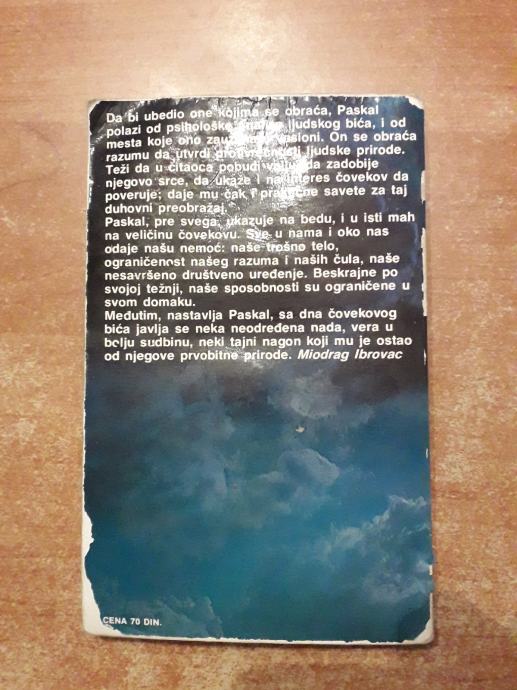 Da bi ubedio one kojima se obraća, Paskal
polazi od psihološke ljudskog bića, i od
mesta koje ono u vasioni. On se obraća
razumu da utvrdi protivrečnosti ljudske prirode.
Teži da u čitaoca pobudi volju da zadobije
njegovo srce, da ukaže i na interes čovekov da
poveruje: daje mu čak i praktične savete za taj
duhovni preobražaj.
Paskal, pre svega, ukazuje na bedu, i u isti mah
na veličinu čovekovu. Sve u nama i oko nas
odaje našu nemoć: naše trošno telo,
ograničenost našeg razuma i naših čula, naše
nesavršeno društveno uređenje. Beskrajne po
svojoj težnji, naše sposobnosti su ograničene u
svom domaku.
Međutim, nastavlja Paskal, sa dna čovekovog
bića javlja se neka neodređena nada, vera u
bolju sudbinu, neki tajni nagon koji mu je ostao
od njegove prvobitne prirode. Miodrag Ibrovac
CENA 70 DIN.